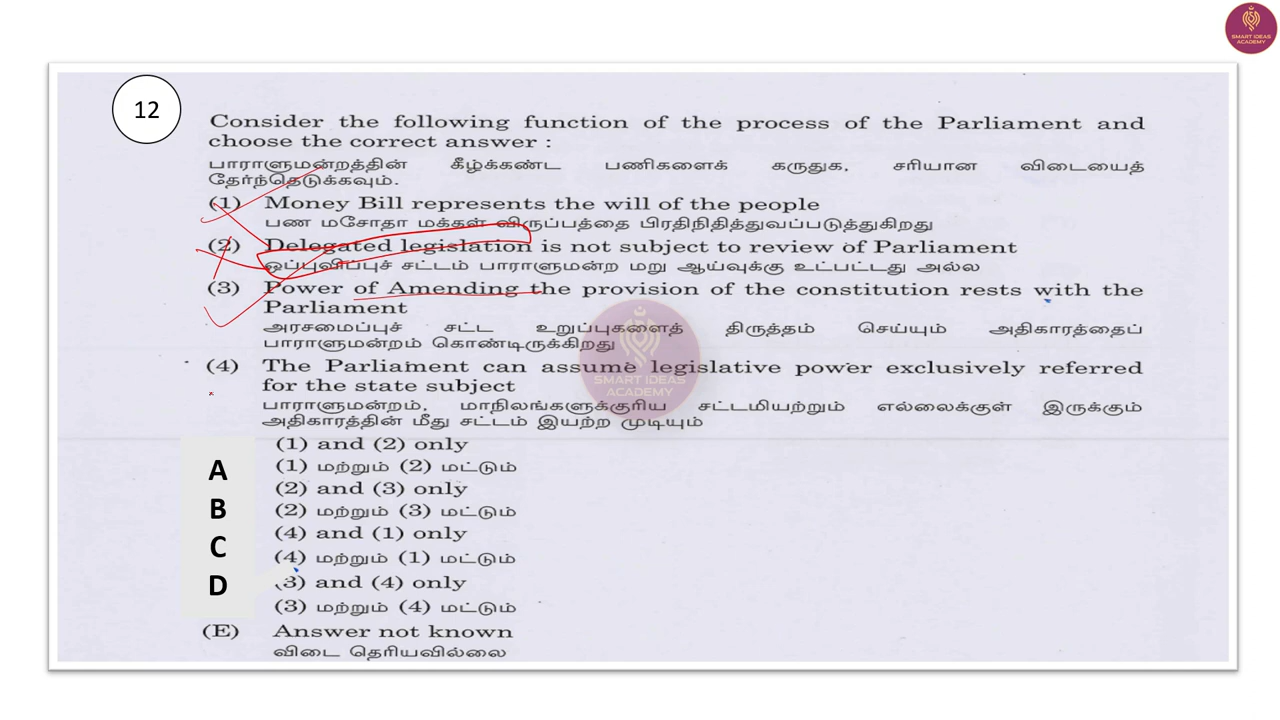 SMART IDEAS
ACADEMY
12
Consider the following function of the process of the Parliament and
choose the correct answer :
பாராளுமன்றத்தின் கீழ்க்கண்ட பணிகளைக் கருதுக, சரியான விடையைத்
தேர்ந்தெடுக்கவும்.
(1) Money Bill represents the will of the people
பண மசோதா மக்கள் விருப்பத்தை பிரதிநிதித்துவப்படுத்துகிறது
(2) Delegated legislation is not subject to review of Parliament
ஒப்புவிப்புச் சட்டம் பாராளுமன்ற மறு ஆய்வுக்கு உட்பட்டது அல்ல
(3) Power of Amending the provision of the constitution rests with the
Parliament
அரசமைப்புச் சட்ட உறுப்புகளைத் திருத்தம் செய்யும் அதிகாரத்தைப்
பாராளுமன்றம் கொண்டிருக்கிறது
(4) The Parliament can assume legislative power exclusively referred
for the state subject
பாராளுமன்றம், மாநிலங்களுக்குரிய சட்டமியற்றும் எல்லைக்குள் இருக்கும்
அதிகாரத்தின் மீது சட்டம் இயற்ற முடியும்
SMART IDEAS
ACADEMY
(1) and (2) only
A (1) மற்றும் (2) மட்டும்
(2) and (3) only
B (2) மற்றும் (3) மட்டும்
(4) and (1) only
C (4) மற்றும் (1) மட்டும்
D (3) and (4) only
(3) மற்றும் (4) மட்டும்
(E) Answer not known
விடை தெரியவில்லை